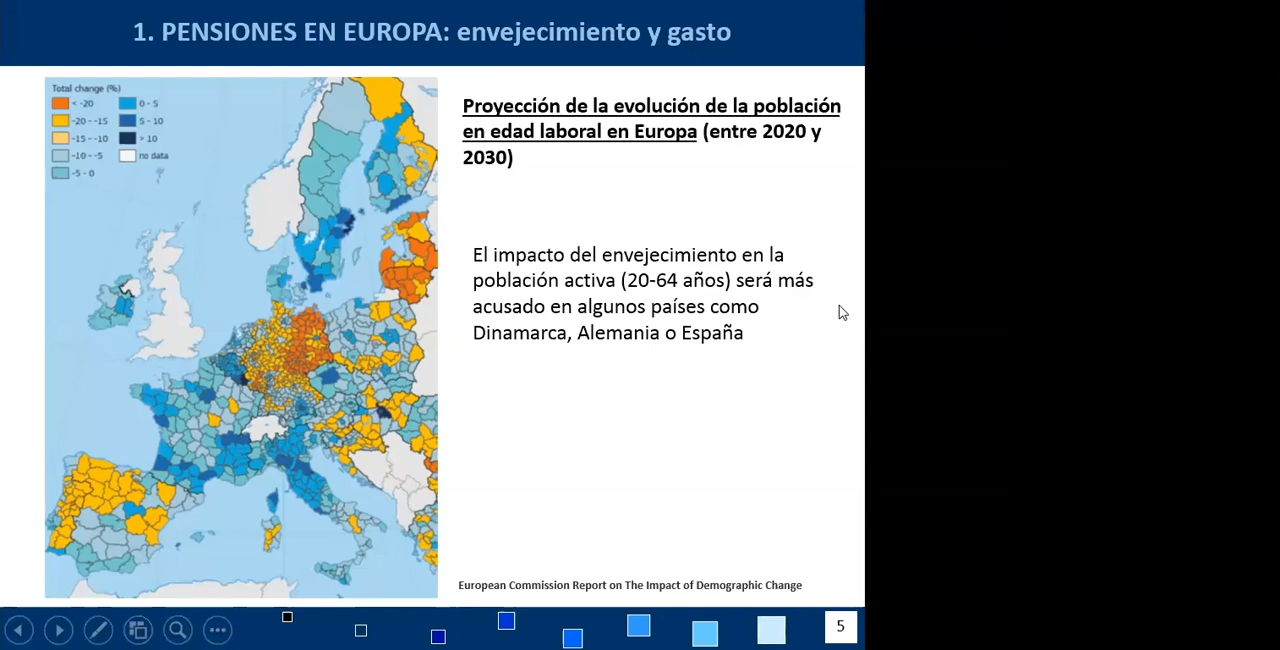 1. PENSIONES EN EUROPA: envejecimiento y gasto
Total change (%)
< -20
-20 - -15
-15 - -10
-10 - -5
-5 - 0
0 - 5
5 - 10
> 10
no data
Proyección de la evolución de la población
en edad laboral en Europa (entre 2020 y
2030)
El impacto del envejecimiento en la
población activa (20-64 años) será más
acusado en algunos países como
Dinamarca, Alemania o España
European Commission Report on The Impact of Demographic Change
5